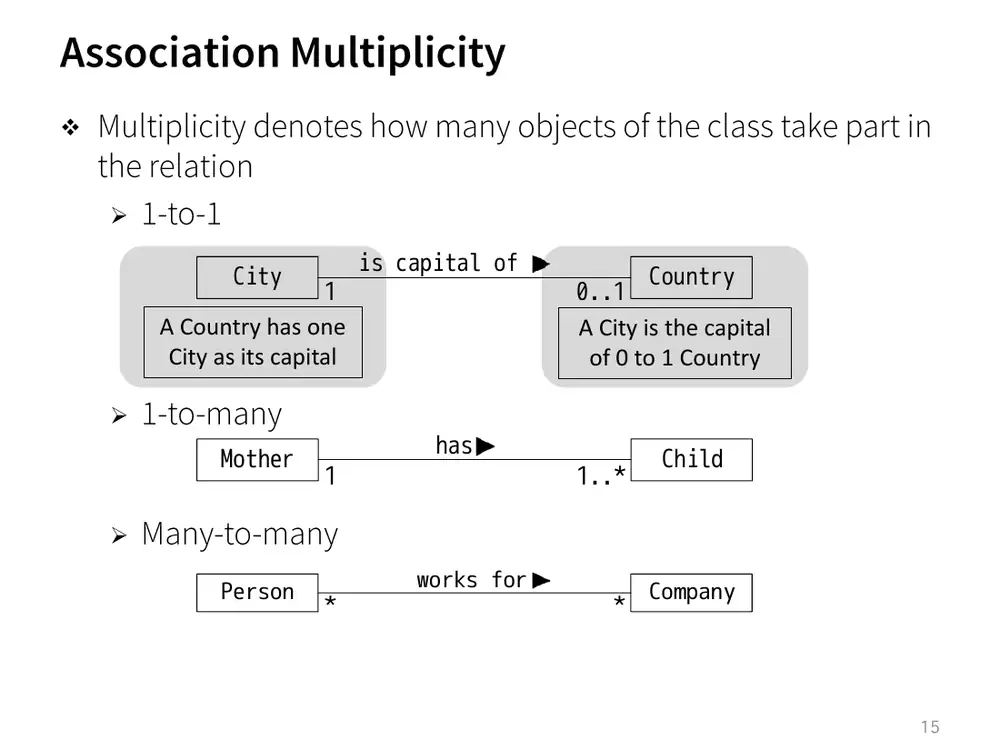 Association Multiplicity
❖ Multiplicity denotes how many objects of the class take part in
the relation
➢ 1-to-1
City
is capital of ▶
Country
1
0..1
A Country has one
City as its capital
A City is the capital
of 0 to 1 Country
➢ 1-to-many
Mother
has▶
Child
1
1..*
➢ Many-to-many
Person
works for▶
Company
*
*
15